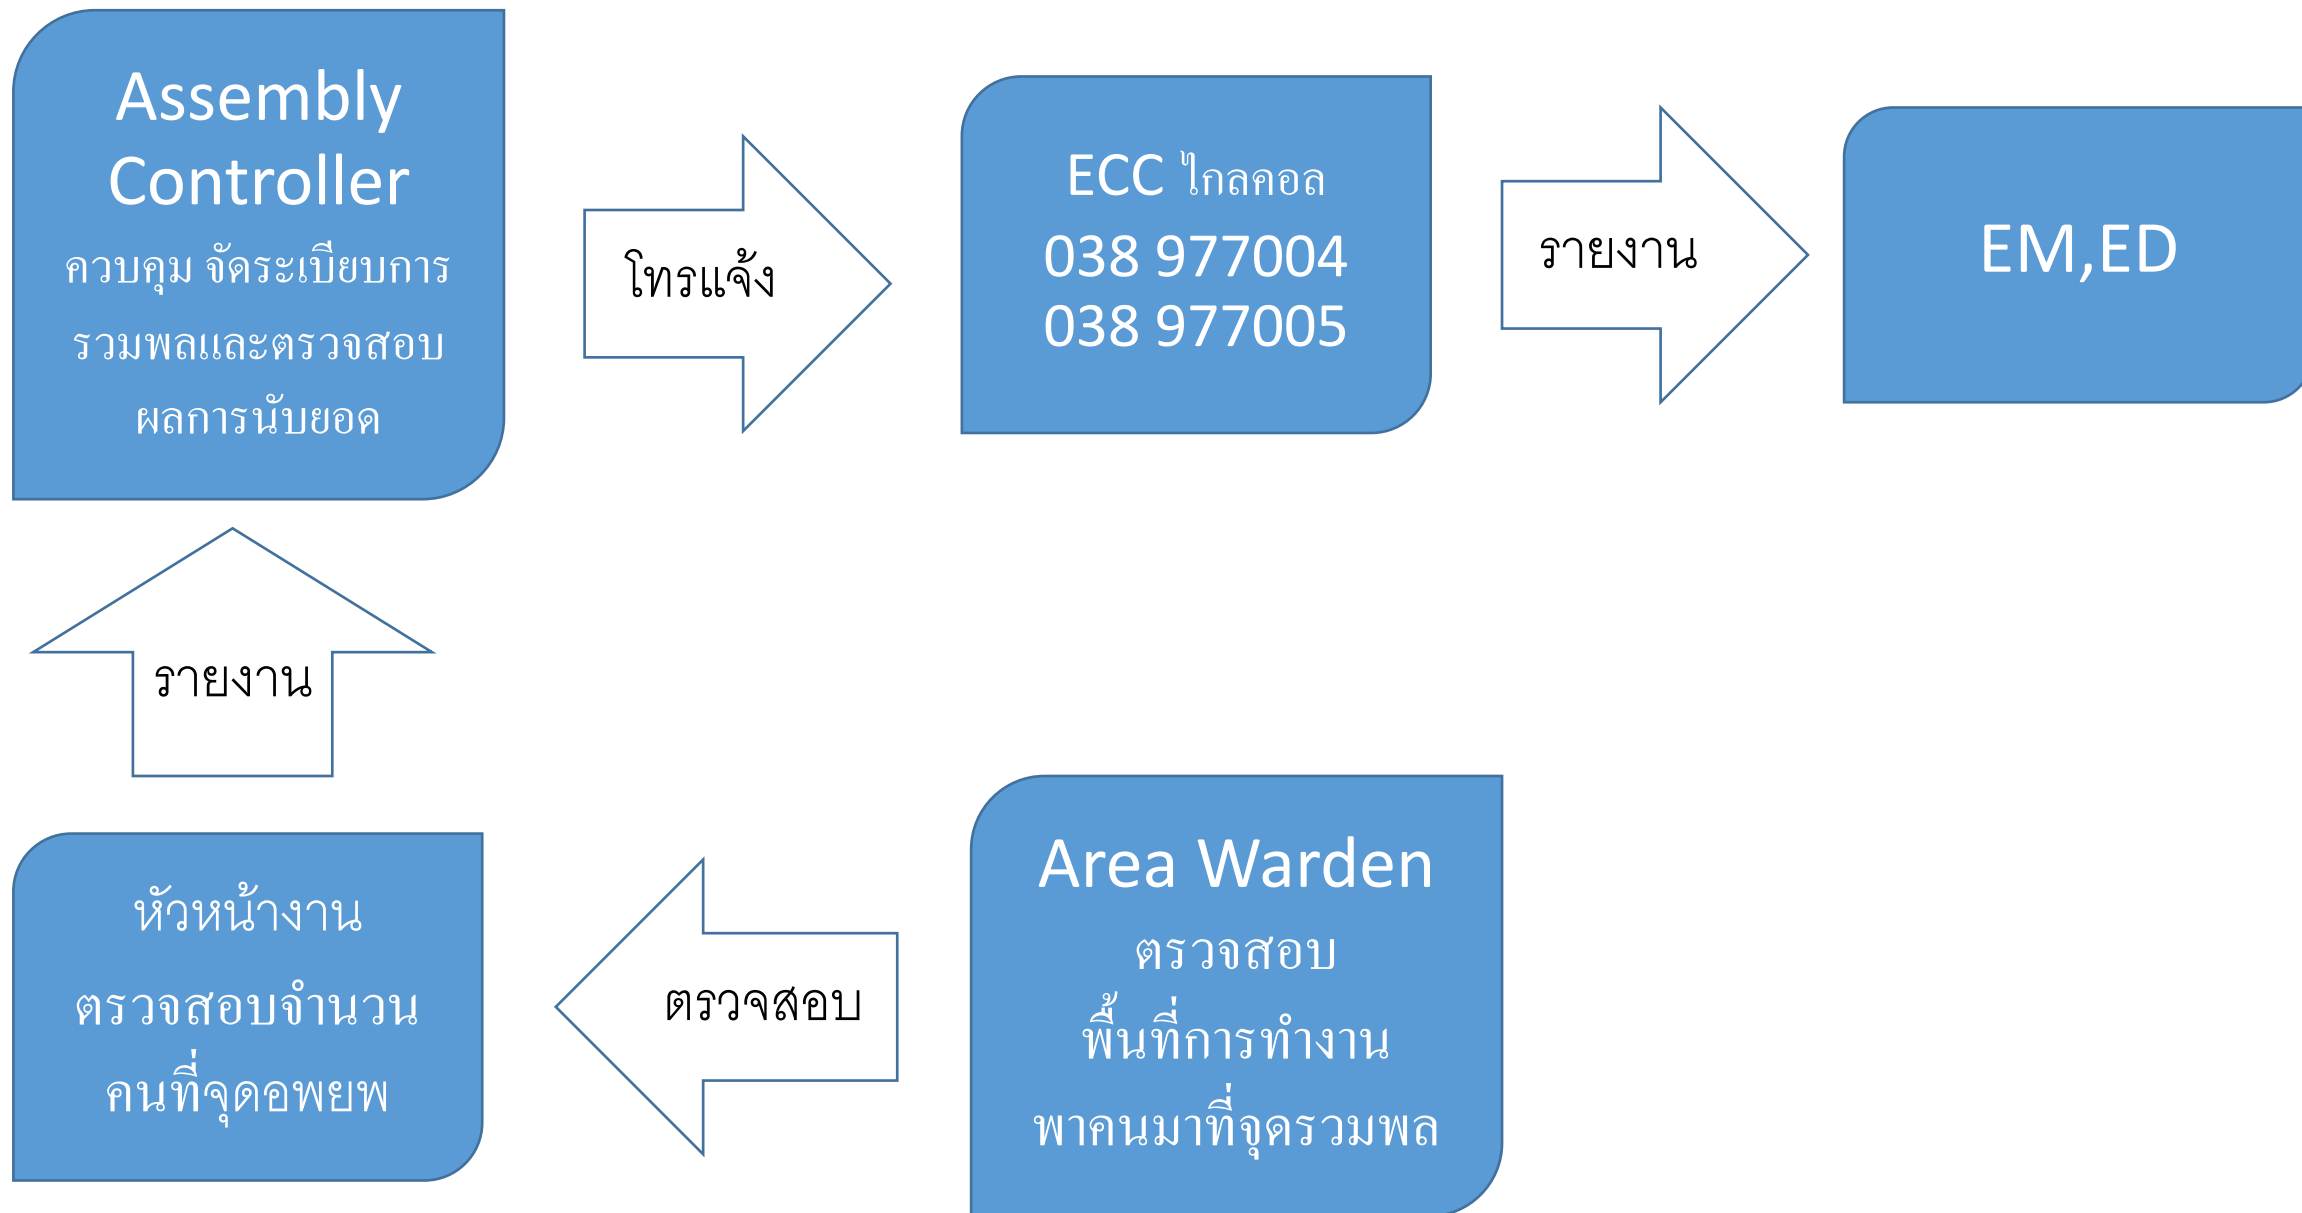 Assembly
Controller
ควบคุม จัดระเบียบการ
รวมพลและตรวจสอบ
ผลการนับยอด
โทรแจ้ง
ECC ไกลคอล
038 977004
038 977005
รายงาน
EM,ED
รายงาน
หัวหน้างาน
ตรวจสอบจำนวน
คนที่จุดอพยพ
ตรวจสอบ
Area Warden
ตรวจสอบ
พื้นที่การทำงาน
พาคนมาที่จุดรวมพล